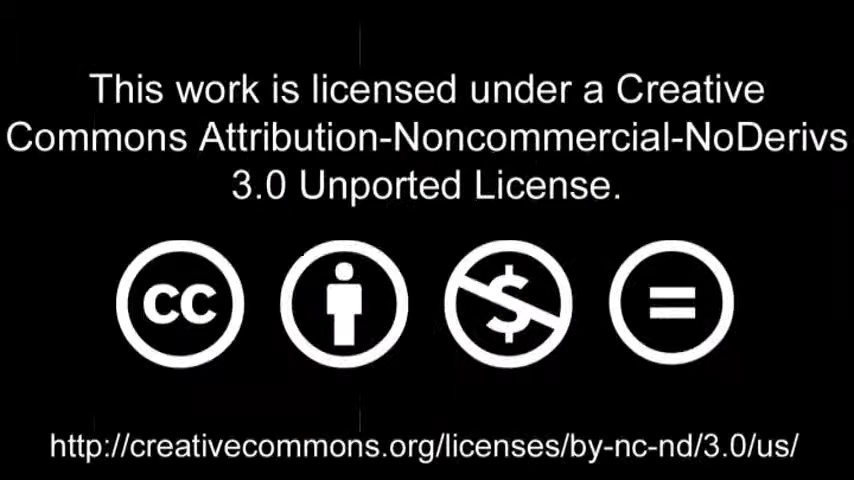 This work is licensed under a Creative
Commons Attribution-Noncommercial-NoDerivs
3.0 Unported License.
cc
$
=
http://creativecommons.org/licenses/by-nc-nd/3.0/us/